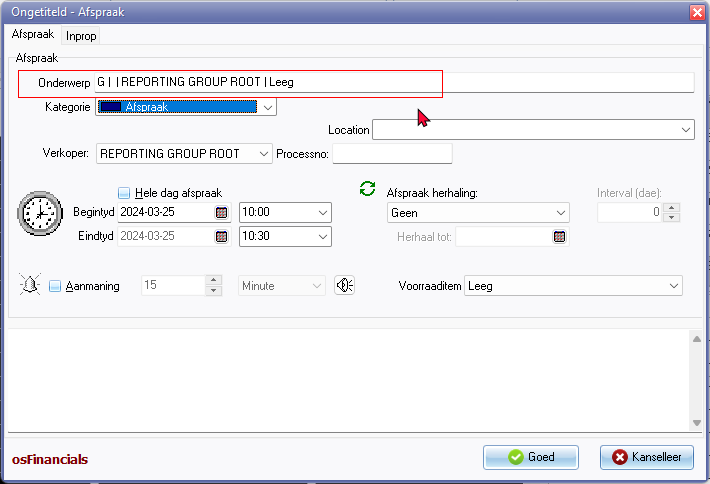 Ongetiteld - Afspraak
Afspraak Inprop
Afspraak
Onderwerp G | | REPORTING GROUP ROOT | Leeg
Kategorie Afspraak
Location
Verkoper: REPORTING GROUP ROOT Processno:
Hele dag afspraak Afspraak herhaling: Interval (dae):
Begintyd 2024-03-25 10:00 Geen 0
Eindtyd 2024-03-25 10:30 Herhaal tot:
Aanmaning 15 Minute Voorraaditem Leeg
osFinancials Goed Kanselleer